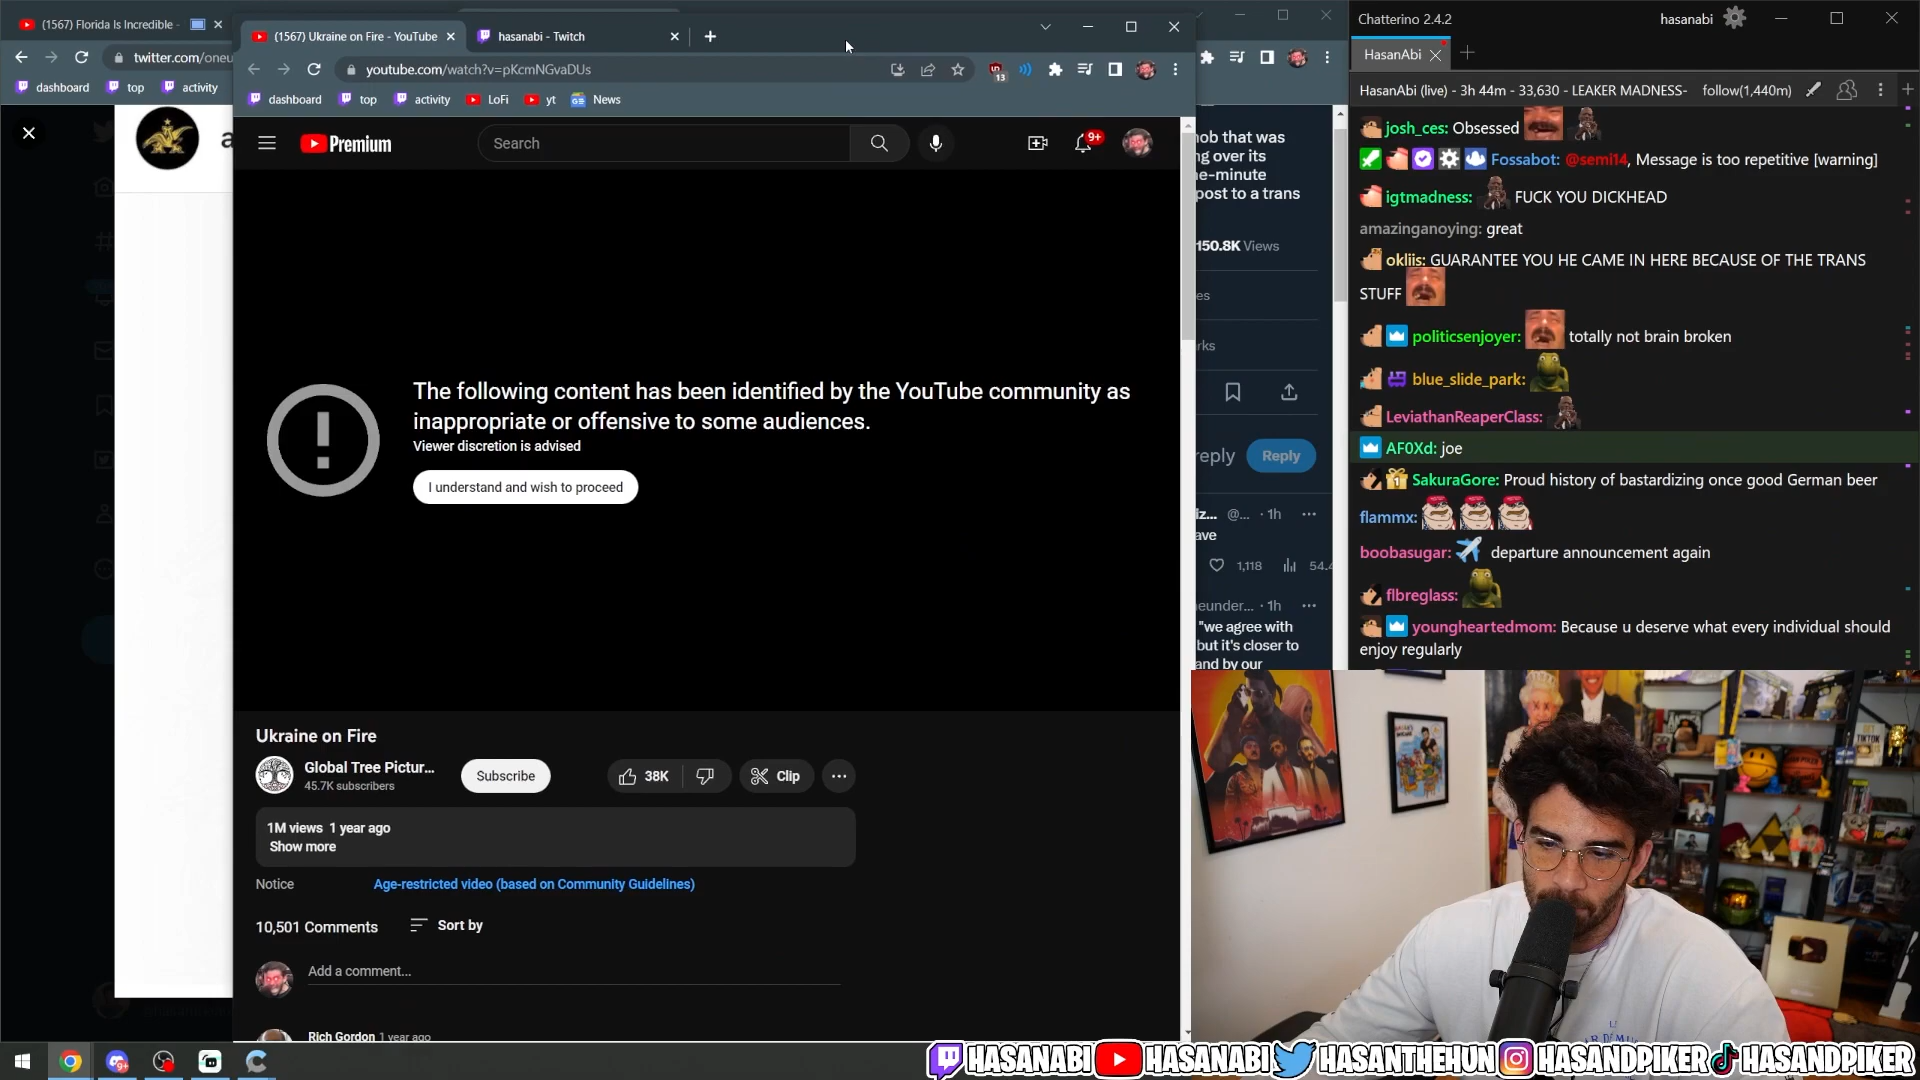 (1567) Florida Is Incredible -
(1567) Ukraine on Fire - YouTube
hasanabi - Twitch
twitter.com/oneu
youtube.com/watch?v=pKcmNGvaDUs
13
dashboard
top
activity
dashboard
top
activity
LoFi
yt
News
Premium
Search
9+
The following content has been identified by the YouTube community as
inappropriate or offensive to some audiences.
Viewer discretion is advised
I understand and wish to proceed
Ukraine on Fire
Global Tree Pictur...
45.7K subscribers
Subscribe
38K
Clip
1M views 1 year ago
Show more
Notice
Age-restricted video (based on Community Guidelines)
10,501 Comments
Sort by
Add a comment...
Rich Gordon 1 year ago
ob that was
g over its
e-minute
post to a trans
150.8K Views
es
rks
reply
Reply
iz... @... · 1h
ave
1,118
54.4
eunder... · 1h
"we agree with
but it's closer to
and by our
Chatterino 2.4.2
hasanabi
HasanAbi
HasanAbi (live) - 3h 44m - 33,630 - LEAKER MADNESS-
follow(1,440m)
josh_ces: Obsessed
Fossabot: @semi14, Message is too repetitive [warning]
igtmadness: FUCK YOU DICKHEAD
amazinganoying: great
okliis: GUARANTEE YOU HE CAME IN HERE BECAUSE OF THE TRANS
STUFF
politicsenjoyer: totally not brain broken
blue_slide_park:
LeviathanReaperClass:
AF0Xd: joe
SakuraGore: Proud history of bastardizing once good German beer
flammx:
boobasugar: departure announcement again
flbreglass:
youngheartedmom: Because u deserve what every individual should
enjoy regularly
TIKTOK
HASANABI
HASANABI
HASANTHEHUN
HASANDPIKER
HASANDPIKER